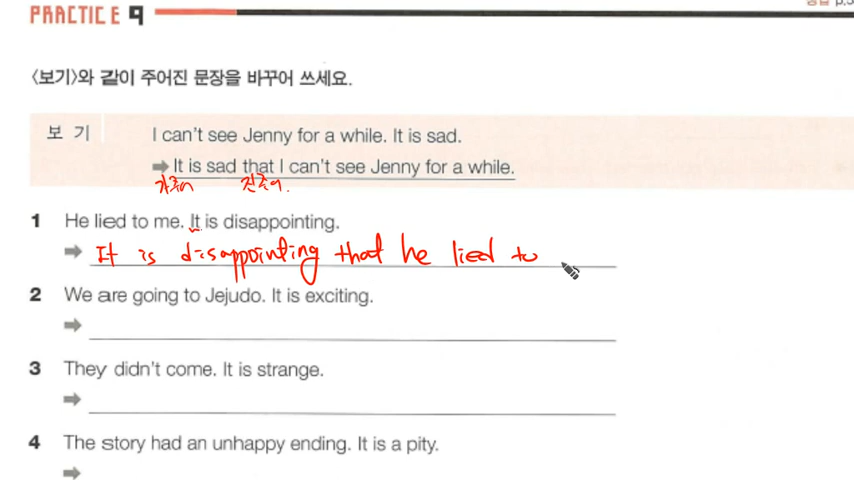 PRACTICE 9
<보기>와 같이 주어진 문장을 바꾸어 쓰세요.
보 기 I can't see Jenny for a while. It is sad.
➡ It is sad that I can't see Jenny for a while.
가주어 진주어.
1 He lied to me. It is disappointing.
➡ It is disappointing that he lied to
2 We are going to Jejudo. It is exciting.
➡
3 They didn't come. It is strange.
➡
4 The story had an unhappy ending. It is a pity.
➡